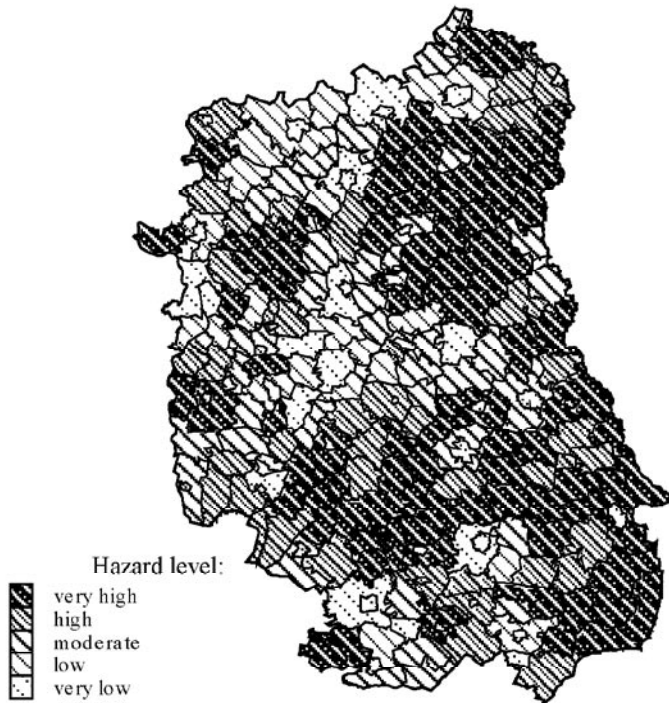 Hazard level:
very high
high
moderate
low
very low